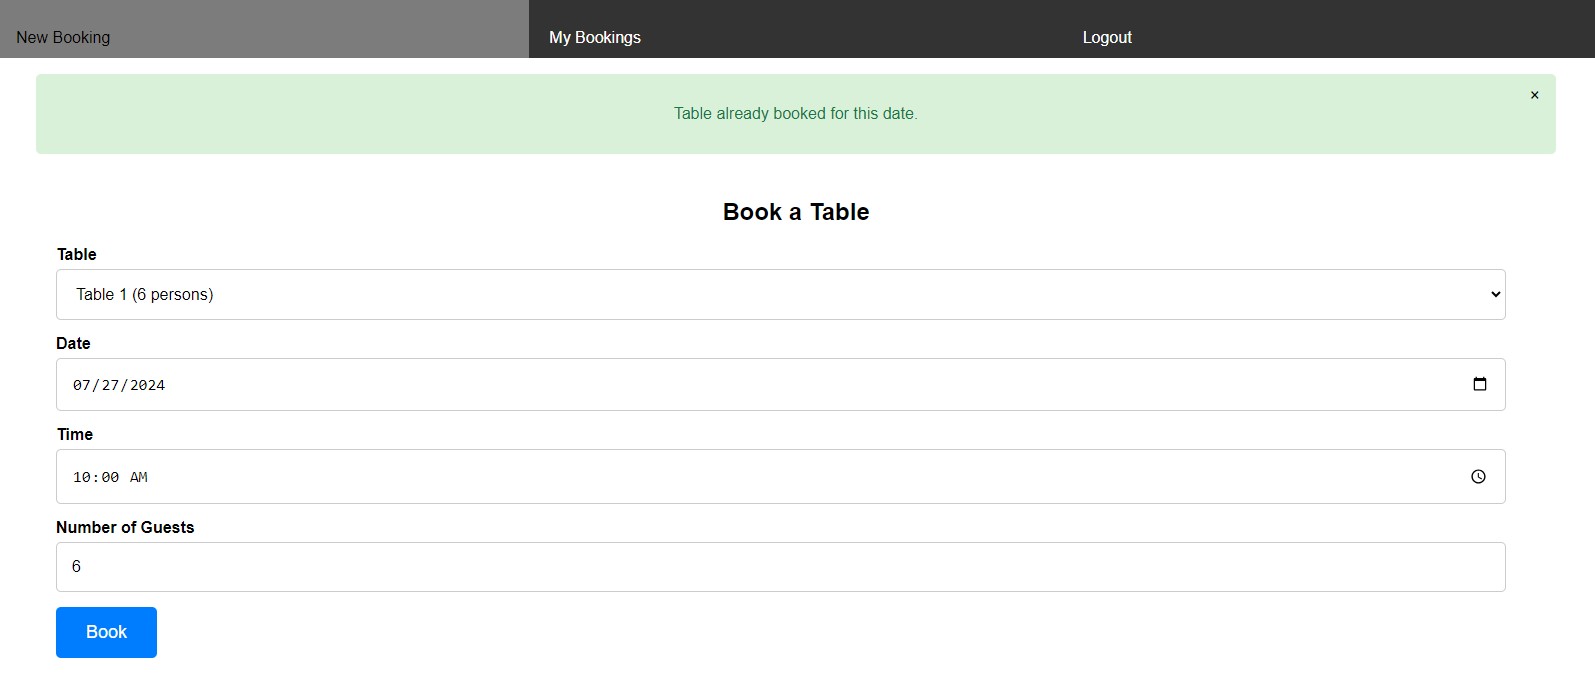 New Booking My Bookings Logout
×
Table already booked for this date.
Book a Table
Table
Table 1 (6 persons)
Date
07/27/2024
Time
10:00 AM
Number of Guests
6
Book